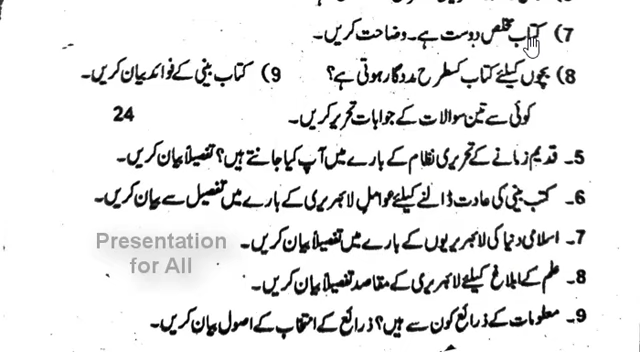 7) کتاب مخلص دوست ہے۔ وضاحت کریں۔
8) بچوں کیلئے کتاب کسطرح مددگار ہوتی ہے؟ 9) کتاب بینی کے فوائد بیان کریں۔
کوئی سے تین سوالات کے جوابات تحریر کریں۔ 24
5۔ قدیم زمانے کے تحریری نظام کے بارے میں آپ کیا جانتے ہیں؟ تفصیلاً بیان کریں۔
6۔ کتب بینی کی عادت ڈالنے کیلئے عوامل لائبریری کے بارے میں تفصیل سے بیان کریں۔
7۔ اسلامی دنیا کی لائبریریوں کے بارے میں تفصیلاً بیان کریں۔
Presentation
for All
8۔ علم کے ابلاغ کیلئے لائبریری کے مقاصد تفصیلاً بیان کریں۔
9۔ معلومات کے ذرائع کون سے ہیں؟ ذرائع کے انتخاب کے اصول بیان کریں۔